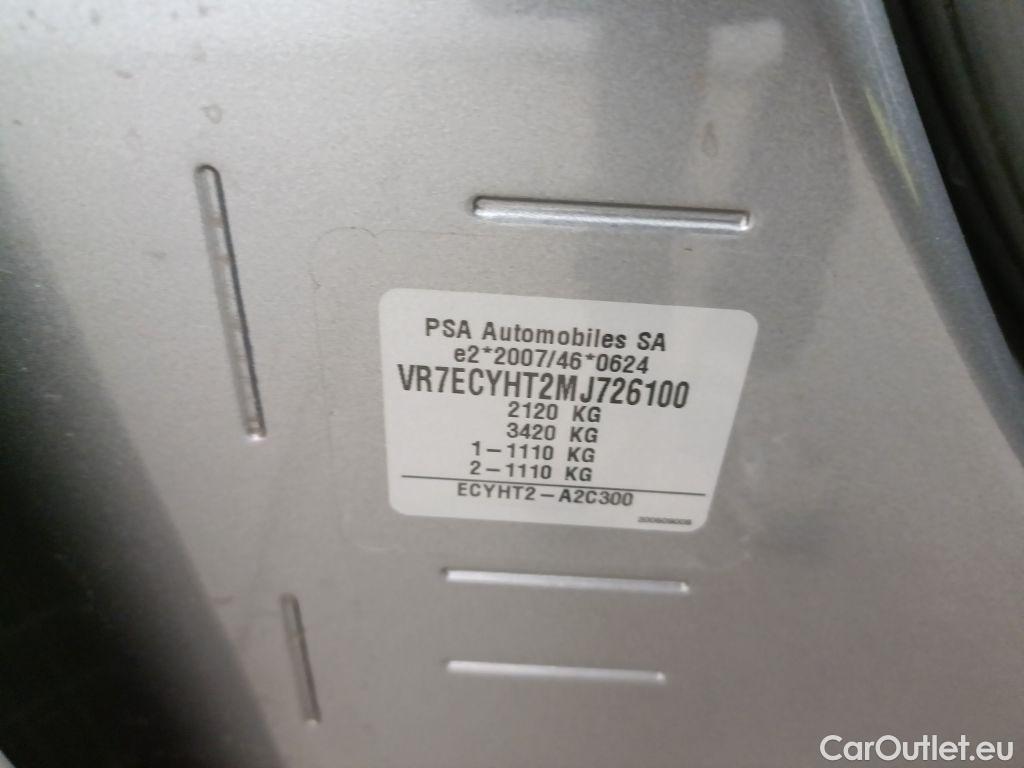 PSA Automobiles SA
e2*2007/46*0624
VR7ECYHT2MJ726100
2120 KG
3420 KG
1-1110 KG
2-1110 KG
ECYHT2-A2C300
CarOutlet.eu